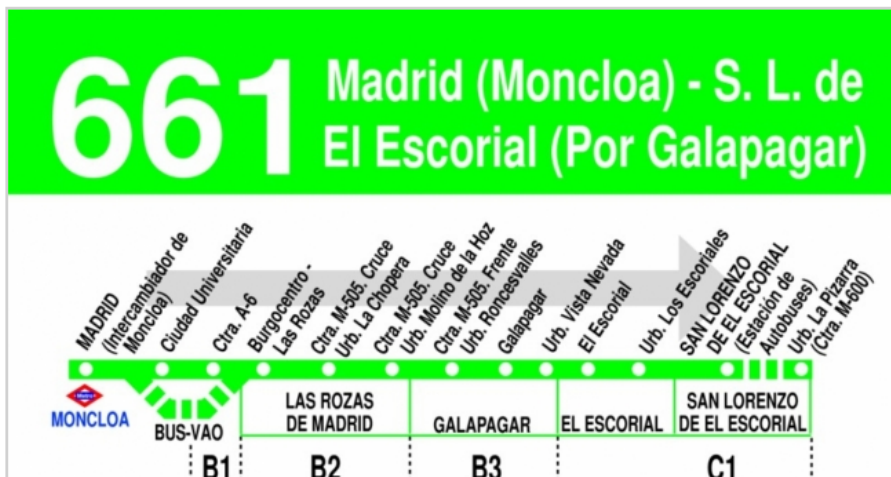 661
Madrid (Moncloa) - S. L. de
El Escorial (Por Galapagar)
MADRID
(Intercambiador de
Moncloa)
Ciudad Universitaria
Ctra. A-6
Burgocentro -
Las Rozas
Ctra. M-505. Cruce
Urb. La Chopera
Ctra. M-505. Cruce
Urb. Molino de la Hoz
Ctra. M-505. Frente
Urb. Roncesvalles
Galapagar
Urb. Vista Nevada
El Escorial
Urb. Los Escoriales
SAN LORENZO
DE EL ESCORIAL
(Estación de
Autobuses)
Urb. La Pizarra
(Ctra. M-600)
Metro
MONCLOA
BUS-VAO
LAS ROZAS
DE MADRID
GALAPAGAR
EL ESCORIAL
SAN LORENZO
DE EL ESCORIAL
B1
B2
B3
C1